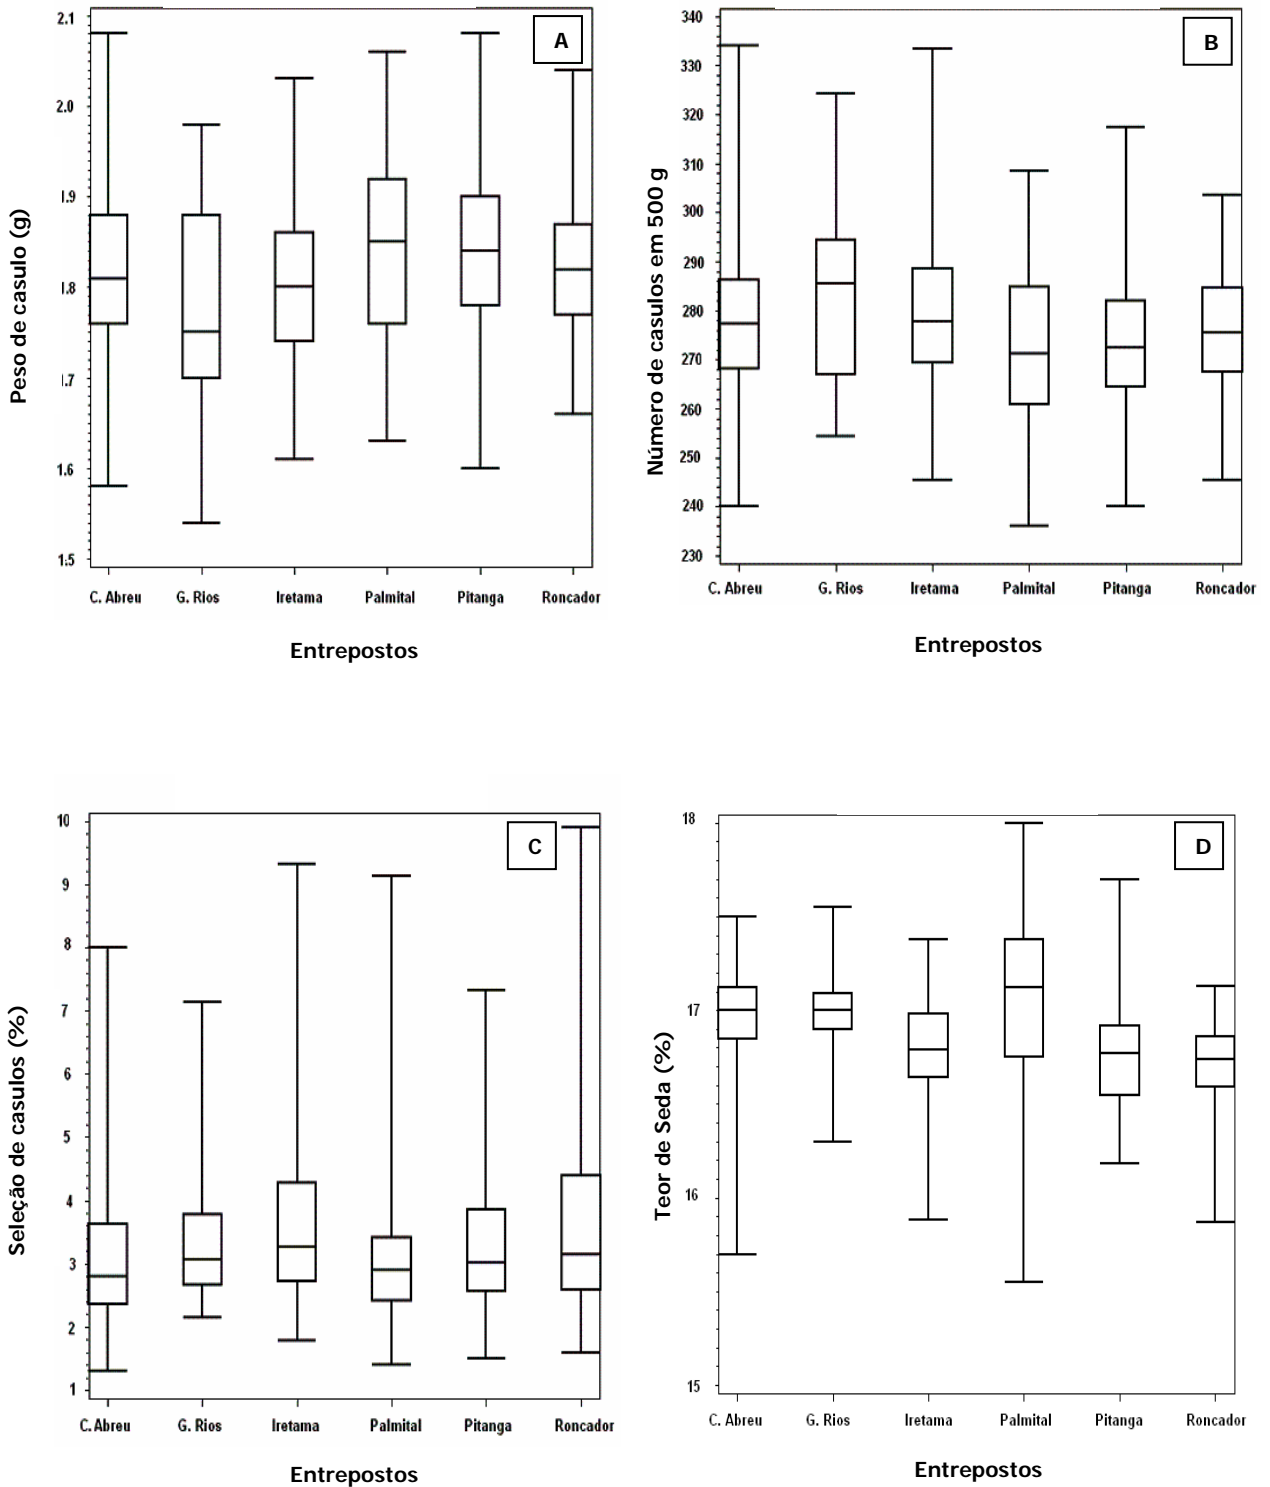 A
Peso de casulo (g)
2.1
2.0
1.9
1.8
1.7
1.6
1.5
C. Abreu G. Rios Iretama Palmital Pitanga Roncador
Entrepostos
B
Número de casulos em 500 g
340
330
320
310
300
290
280
270
260
250
240
230
C. Abreu G. Rios Iretama Palmital Pitanga Roncador
Entrepostos
C
Seleção de casulos (%)
10
9
8
7
6
5
4
3
2
1
C. Abreu G. Rios Iretama Palmital Pitanga Roncador
Entrepostos
D
Teor de Seda (%)
18
17
16
15
C. Abreu G. Rios Iretama Palmital Pitanga Roncador
Entrepostos